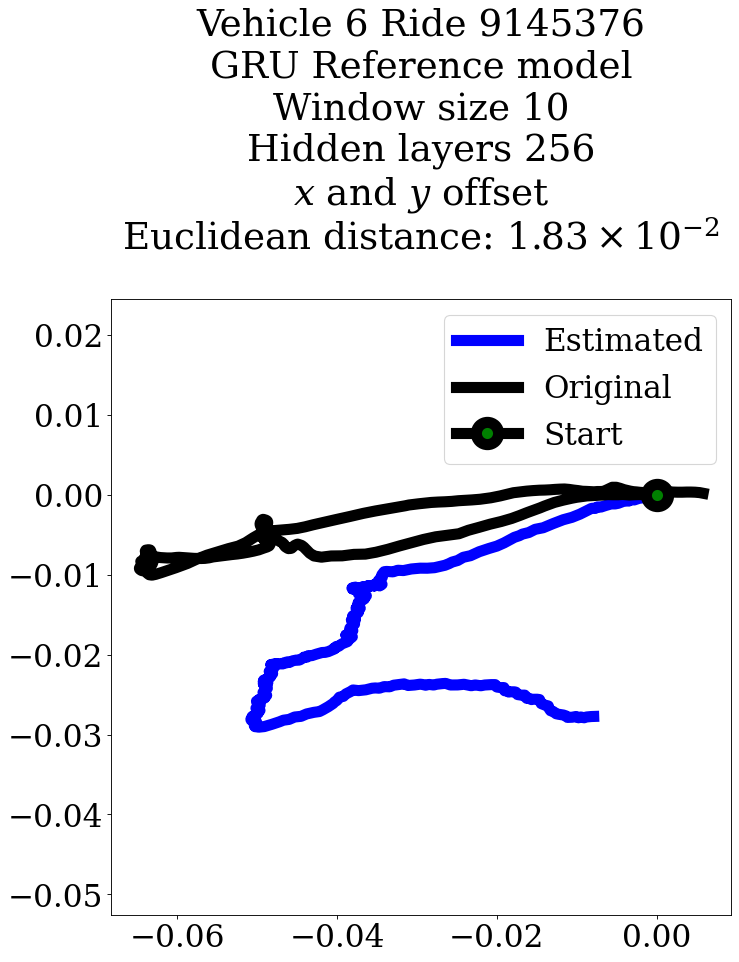 Vehicle 6 Ride 9145376
GRU Reference model
Window size 10
Hidden layers 256
x and y offset
Euclidean distance: 1.83 × 10⁻²
Estimated
Original
Start
0.02
0.01
0.00
−0.01
−0.02
−0.03
−0.04
−0.05
−0.06 −0.04 −0.02 0.00